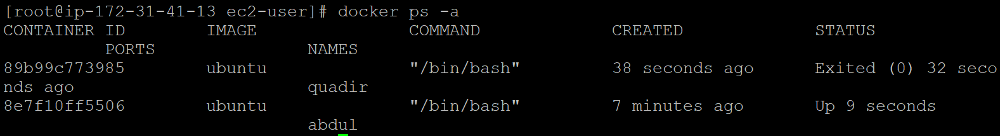 [root@ip-172-31-41-13 ec2-user]# docker ps -a
CONTAINER ID        IMAGE               COMMAND             CREATED             STATUS
          PORTS               NAMES
89b99c773985        ubuntu              "/bin/bash"         38 seconds ago      Exited (0) 32 seco
nds ago                       quadir
8e7f10ff5506        ubuntu              "/bin/bash"         7 minutes ago       Up 9 seconds
                              abdul